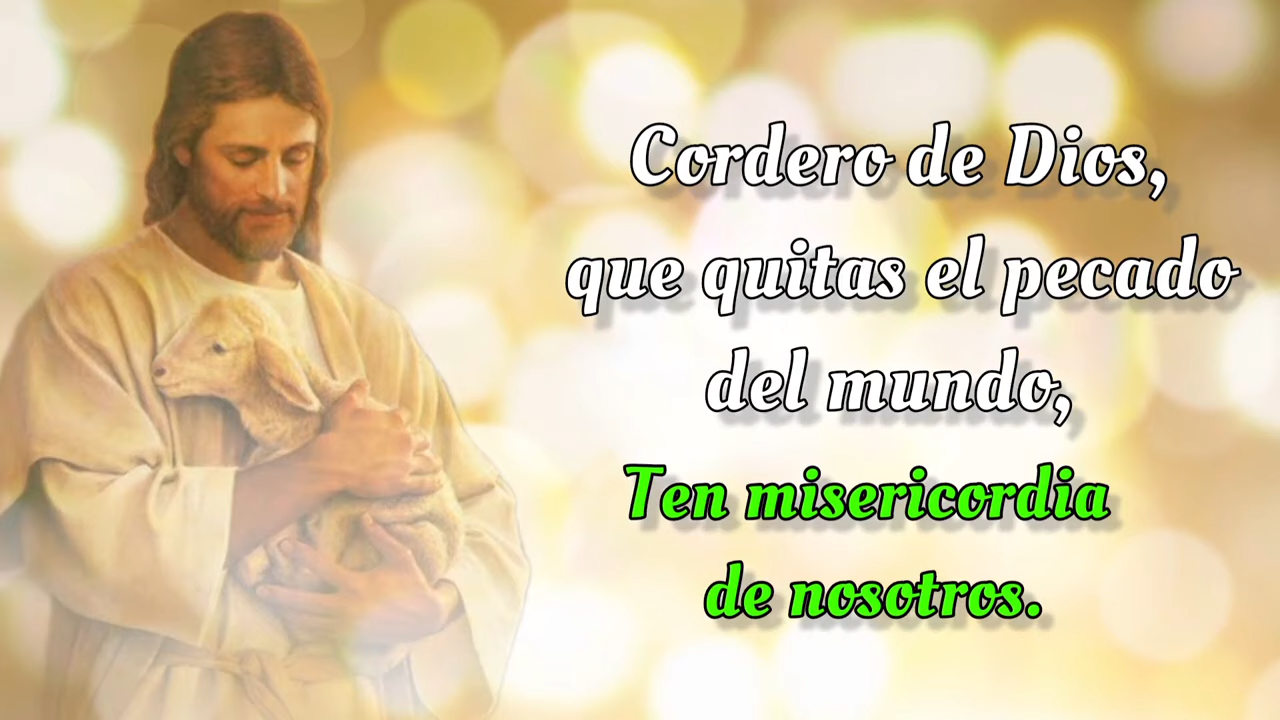 Cordero de Dios,
que quitas el pecado
del mundo,
Ten misericordia
de nosotros.